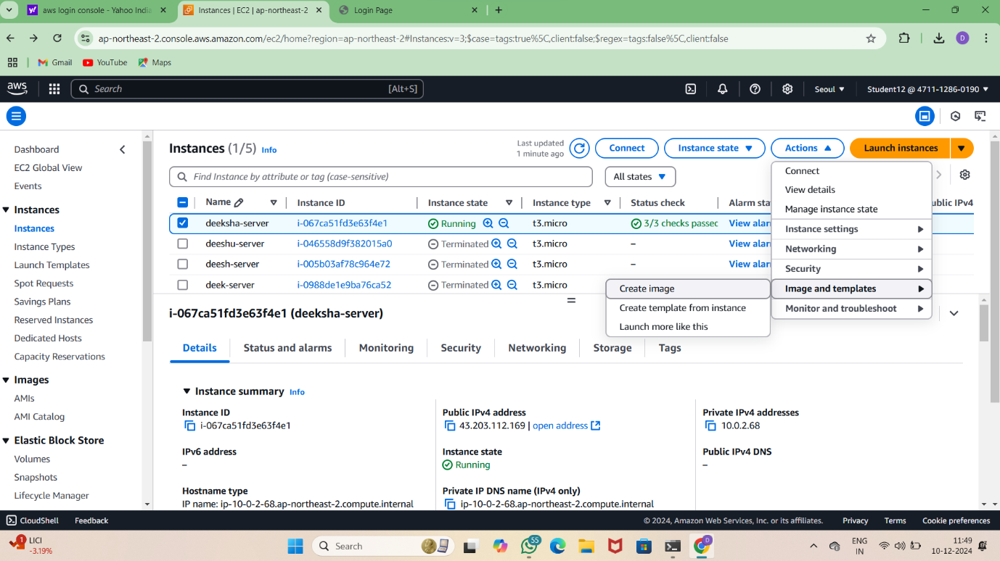 aws login console - Yahoo India
Instances | EC2 | ap-northeast-2
Login Page
ap-northeast-2.console.aws.amazon.com/ec2/home?region=ap-northeast-2#Instances:v=3;$case=tags:true%5C,client:false;$regex=tags:false%5C,client:false
D
Gmail YouTube Maps
aws Search [Alt+S] Seoul Student12 @ 4711-1286-0190
Dashboard
EC2 Global View
Events
Instances
Instances
Instance Types
Launch Templates
Spot Requests
Savings Plans
Reserved Instances
Dedicated Hosts
Capacity Reservations
Images
AMIs
AMI Catalog
Elastic Block Store
Volumes
Snapshots
Lifecycle Manager
Instances (1/5) Info
Last updated
1 minute ago
Connect Instance state Actions Launch instances
Find Instance by attribute or tag (case-sensitive) All states
Name Instance ID Instance state Instance type Status check Alarm sta ublic IPv4
deeksha-server i-067ca51fd3e63f4e1 Running t3.micro 3/3 checks passec View alar
deeshu-server i-046558d9f382015a0 Terminated t3.micro – View alar
deesh-server i-005b03af78c964e72 Terminated t3.micro – View alar
deek-server i-0988de1e9ba76ca52 Terminated t3.micro
Connect
View details
Manage instance state
Instance settings
Networking
Security
Image and templates
Monitor and troubleshoot
Create image
Create template from instance
Launch more like this
i-067ca51fd3e63f4e1 (deeksha-server)
Details Status and alarms Monitoring Security Networking Storage Tags
Instance summary Info
Instance ID
i-067ca51fd3e63f4e1
Public IPv4 address
43.203.112.169 | open address
Private IPv4 addresses
10.0.2.68
IPv6 address
–
Instance state
Running
Public IPv4 DNS
–
Hostname type
IP name: ip-10-0-2-68.ap-northeast-2.compute.internal
Private IP DNS name (IPv4 only)
ip-10-0-2-68.ap-northeast-2.compute.internal
CloudShell Feedback © 2024, Amazon Web Services, Inc. or its affiliates. Privacy Terms Cookie preferences
1
LICI
-3.19%
Search
55
D
ENG
IN
11:49
10-12-2024